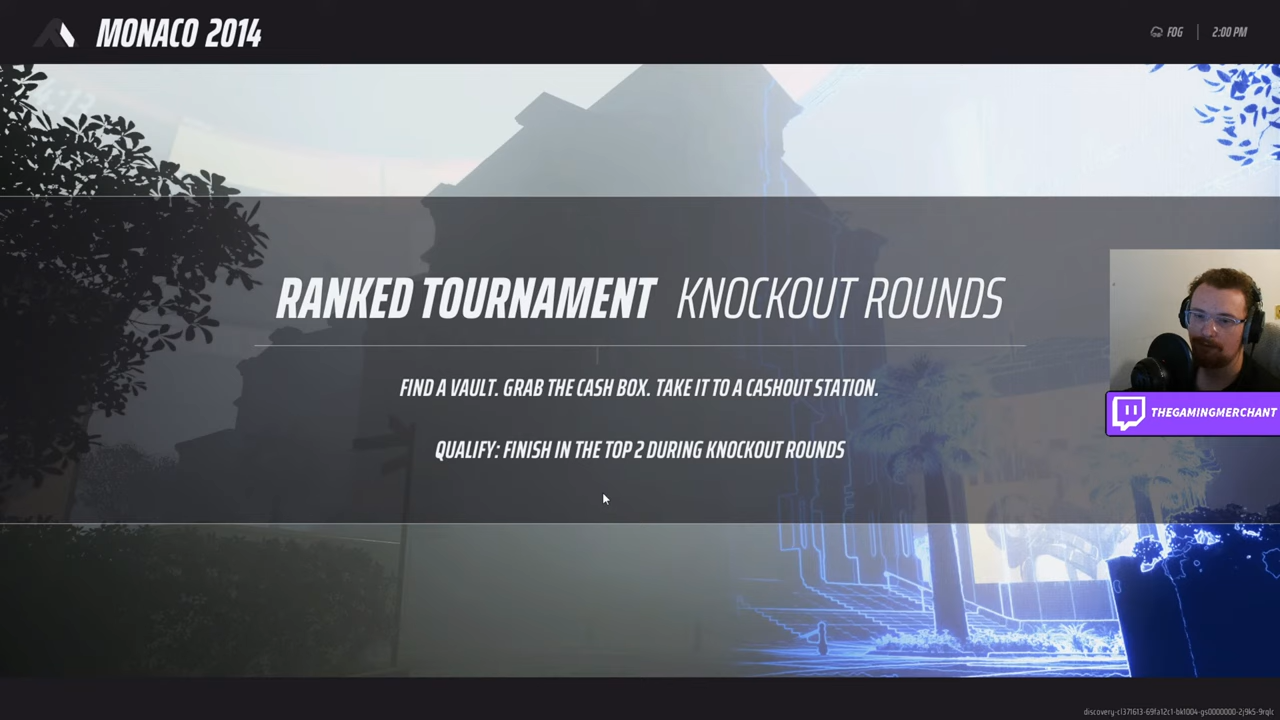 MONACO 2014
FOG
2:00 PM
RANKED TOURNAMENT KNOCKOUT ROUNDS
FIND A VAULT. GRAB THE CASH BOX. TAKE IT TO A CASHOUT STATION.
THEGAMINGMERCHANT
QUALIFY: FINISH IN THE TOP 2 DURING KNOCKOUT ROUNDS